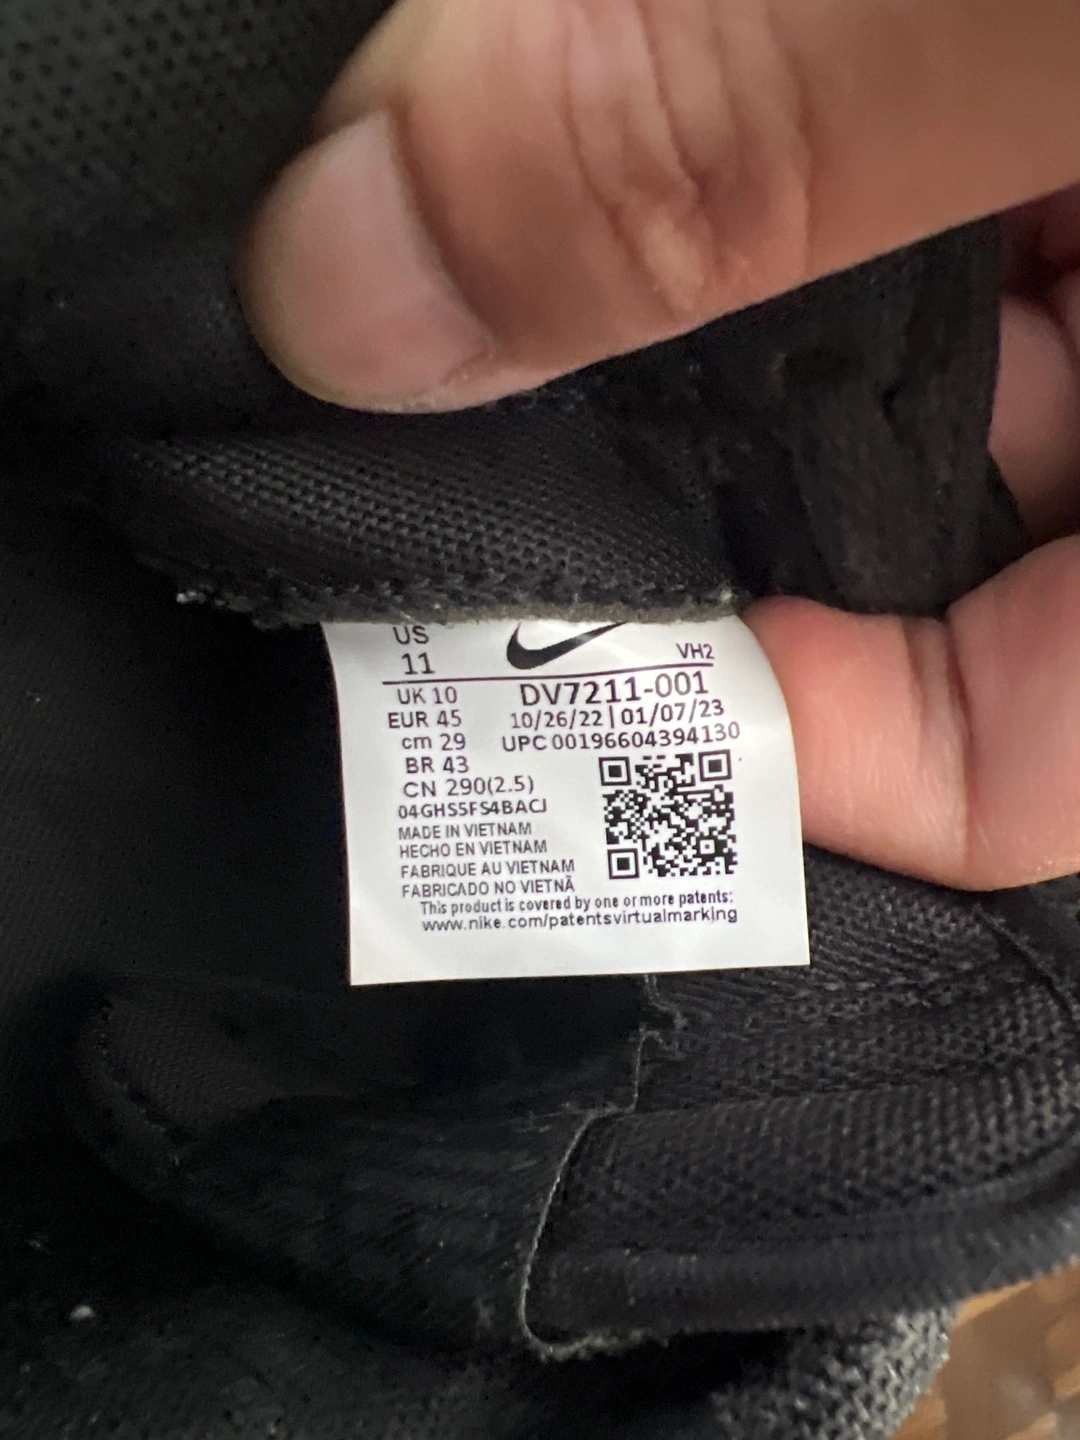 US
11
VH2
UK 10
DV7211-001
EUR 45
10/26/22 | 01/07/23
cm 29
UPC 00196604394130
BR 43
CN 290(2.5)
04GHS5FS4BACJ
MADE IN VIETNAM
HECHO EN VIETNAM
FABRIQUE AU VIETNAM
FABRICADO NO VIETNÃ
This product is covered by one or more patents:
www.nike.com/patentsvirtualmarking